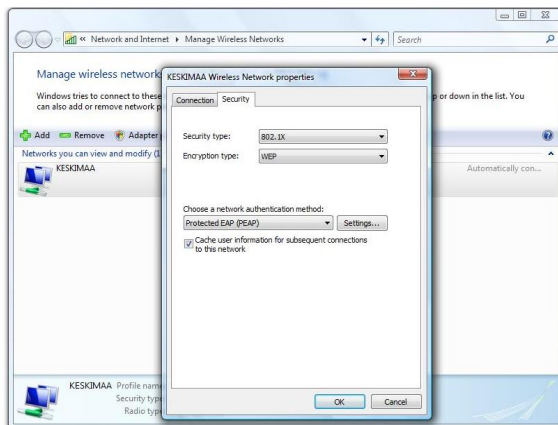 « Network and Internet ▸ Manage Wireless Networks
Search
Manage wireless network
Windows tries to connect to these
p or down in the list. You
can also add or remove network p
Add Remove Adapter
Networks you can view and modify (1
KESKIMAA
Automatically con...
KESKIMAA Wireless Network properties
Connection Security
Security type: 802.1X
Encryption type: WEP
Choose a network authentication method:
Protected EAP (PEAP) Settings...
Cache user information for subsequent connections
to this network
OK Cancel
KESKIMAA Profile name
Security type
Radio type